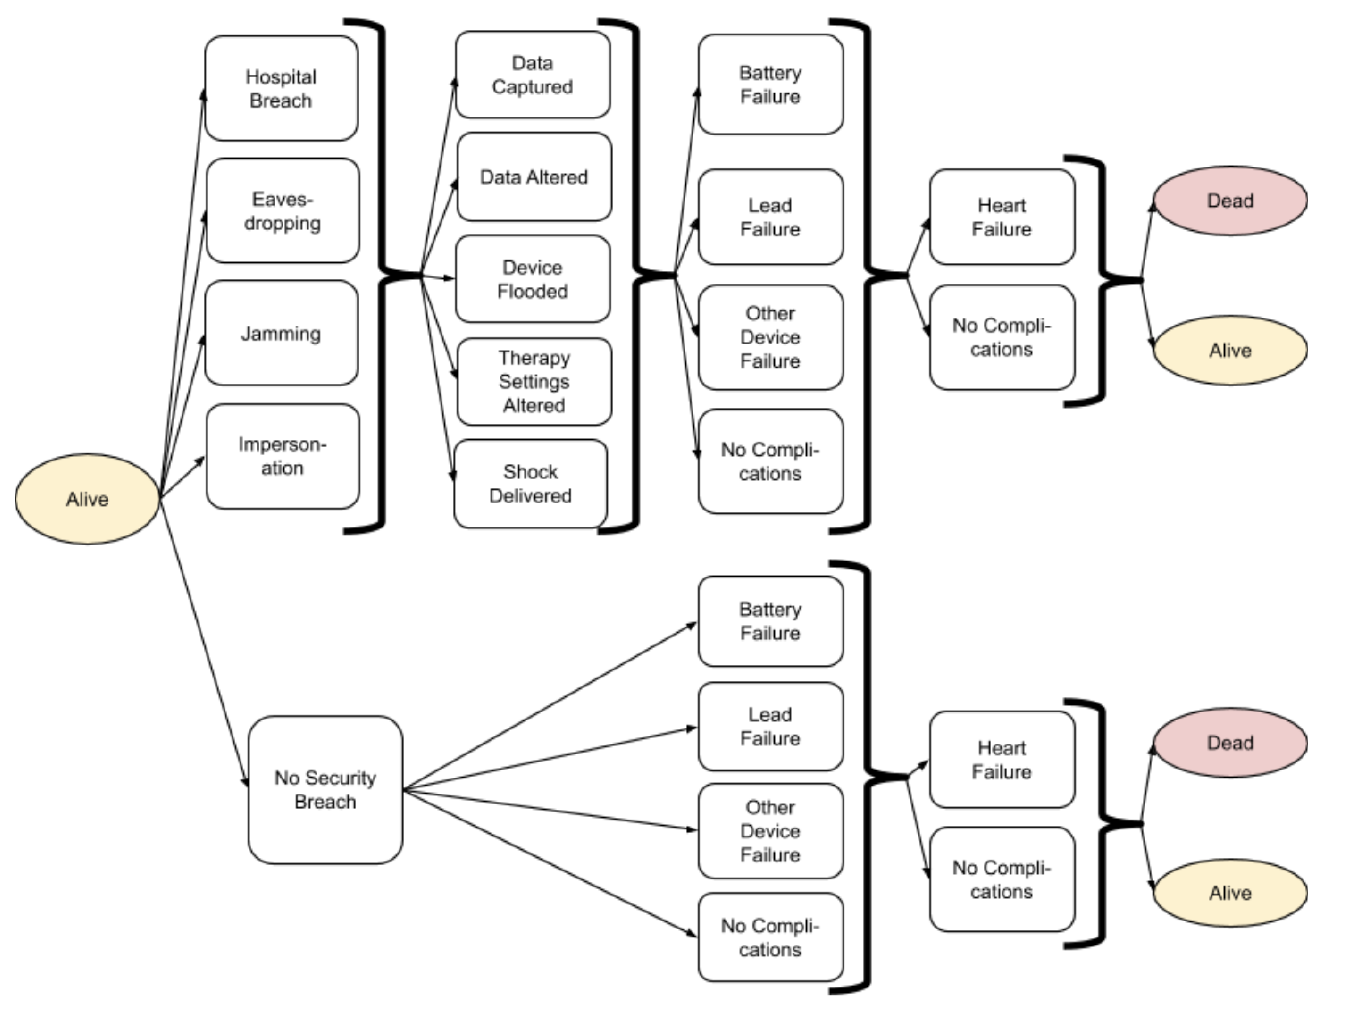 Hospital
Breach
Eaves-
dropping
Jamming
Imperson-
ation
Alive
Data
Captured
Data Altered
Device
Flooded
Therapy
Settings
Altered
Shock
Delivered
Battery
Failure
Lead
Failure
Other
Device
Failure
No Compli-
cations
Heart
Failure
No Compli-
cations
Dead
Alive
No Security
Breach
Battery
Failure
Lead
Failure
Other
Device
Failure
No Compli-
cations
Heart
Failure
No Compli-
cations
Dead
Alive